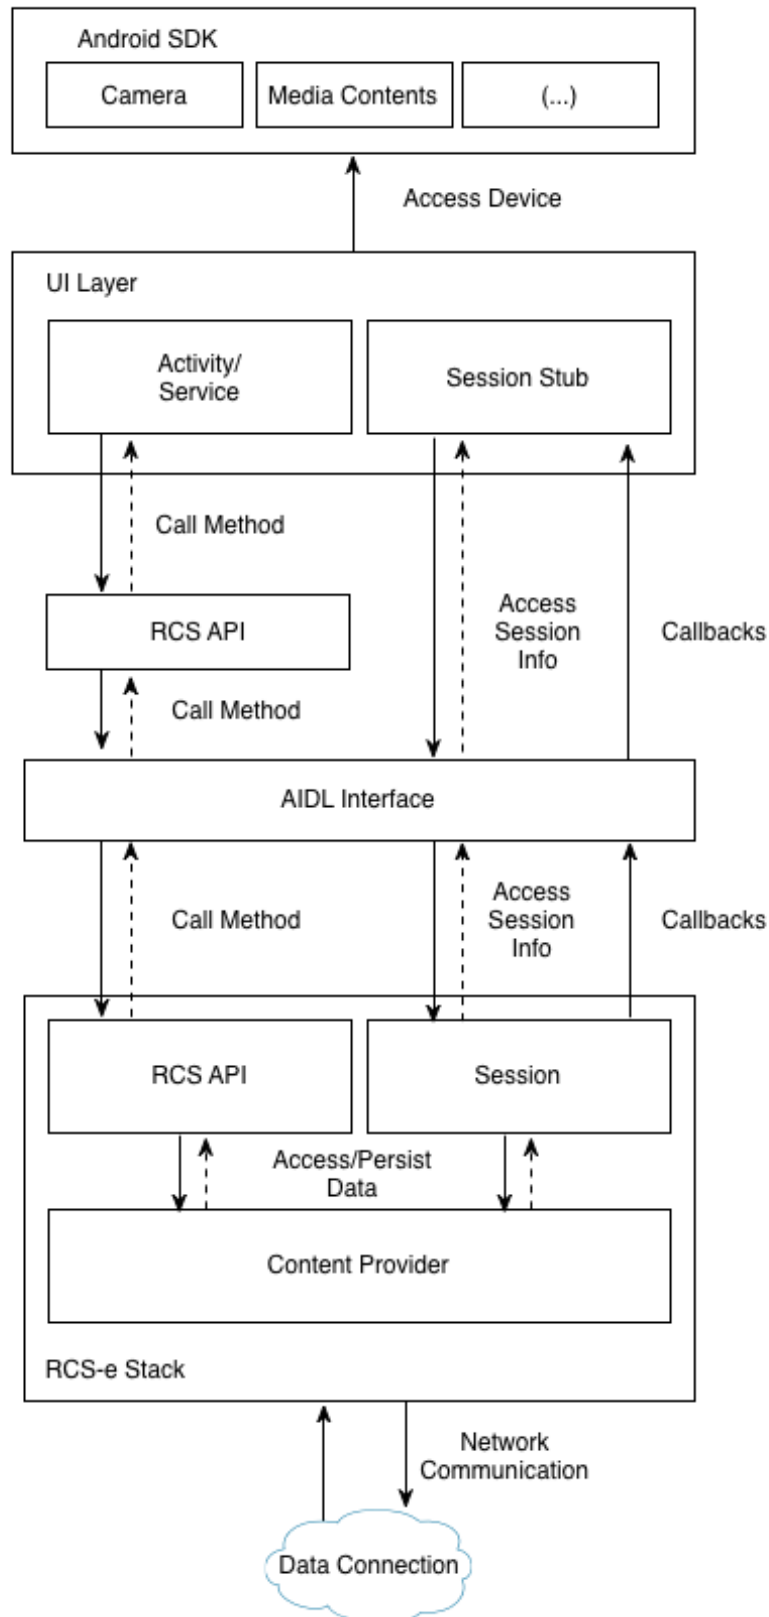 Android SDK
Camera
Media Contents
(...)
Access Device
UI Layer
Activity/
Service
Session Stub
Call Method
RCS API
Access
Session
Info
Callbacks
Call Method
AIDL Interface
Call Method
Access
Session
Info
Callbacks
RCS API
Session
Access/Persist
Data
Content Provider
RCS-e Stack
Network
Communication
Data Connection